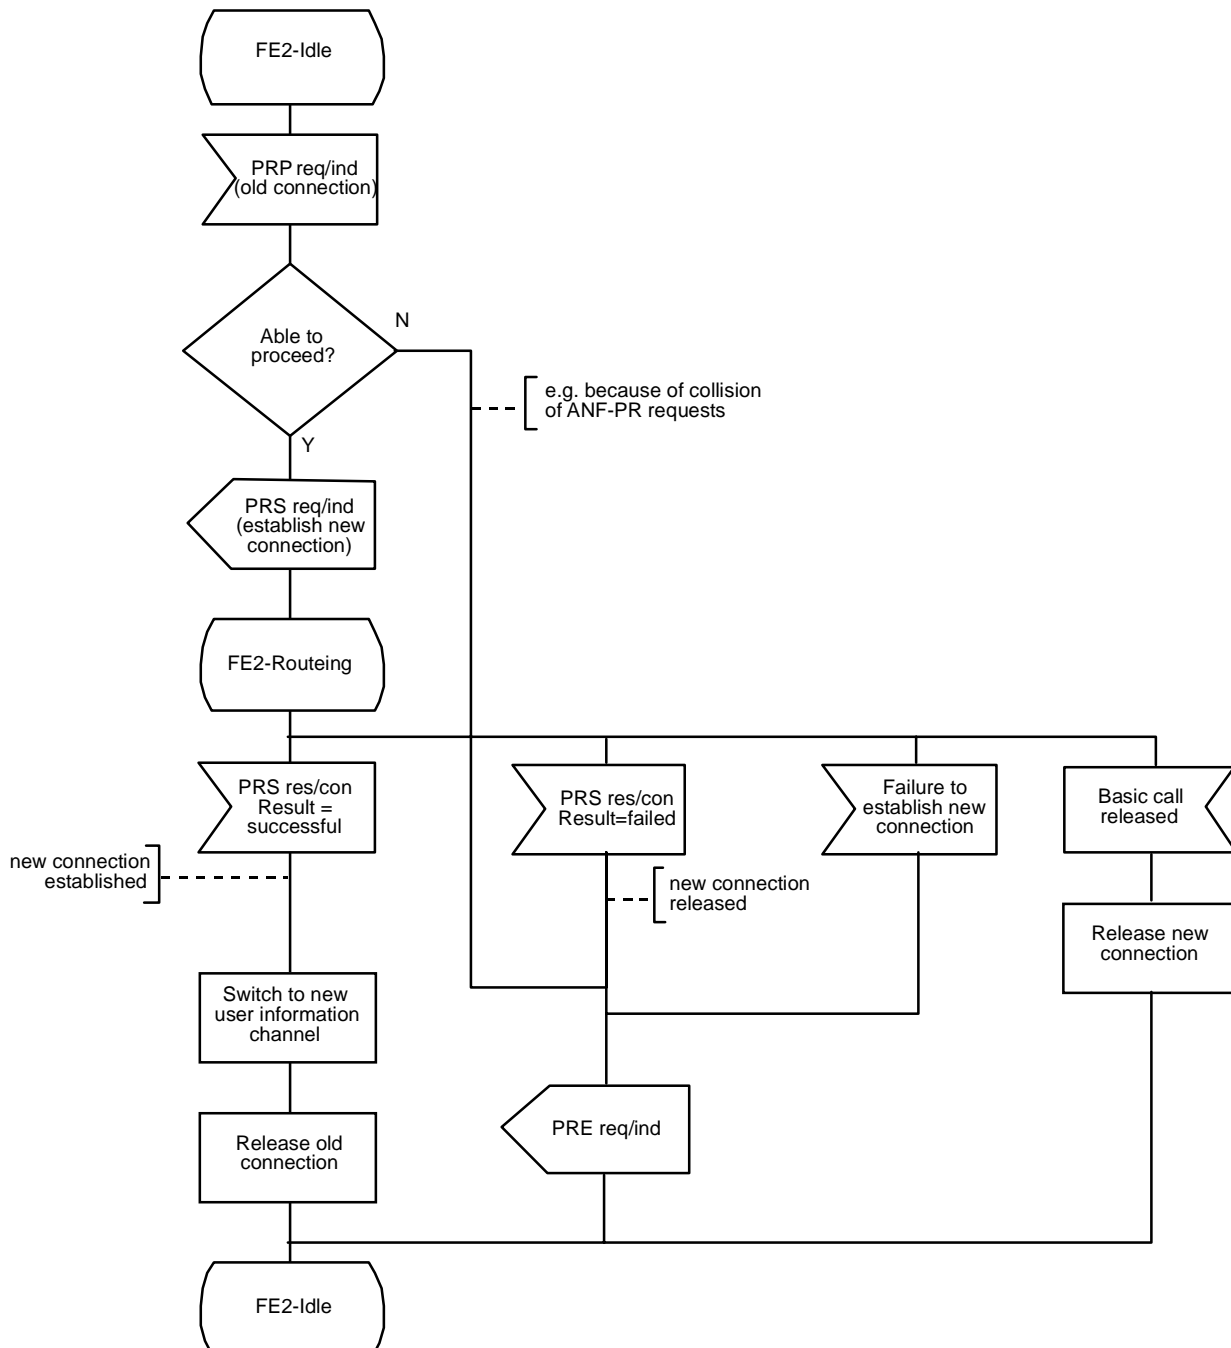 FE2-Idle
PRP req/ind
(old connection)
Able to
proceed?
N
e.g. because of collision
of ANF-PR requests
Y
PRS req/ind
(establish new
connection)
FE2-Routeing
PRS res/con
Result =
successful
PRS res/con
Result=failed
Failure to
establish new
connection
Basic call
released
new connection
established
new connection
released
Release new
connection
Switch to new
user information
channel
Release old
connection
PRE req/ind
FE2-Idle